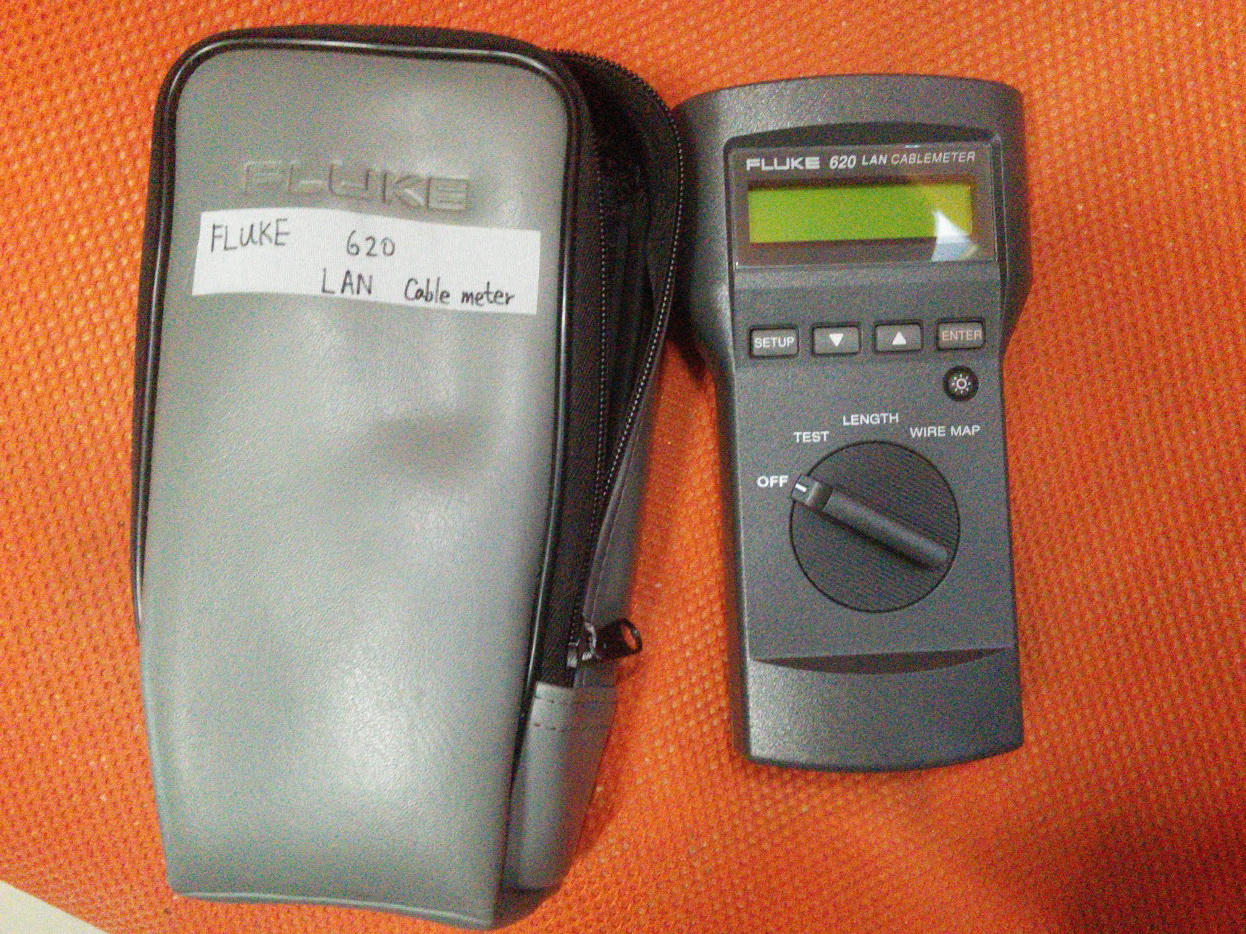 FLUKE
FLUKE 620
LAN Cable meter
FLUKE 620 LAN CABLEMETER
SETUP ▼ ▲ ENTER
LENGTH
TEST WIRE MAP
OFF